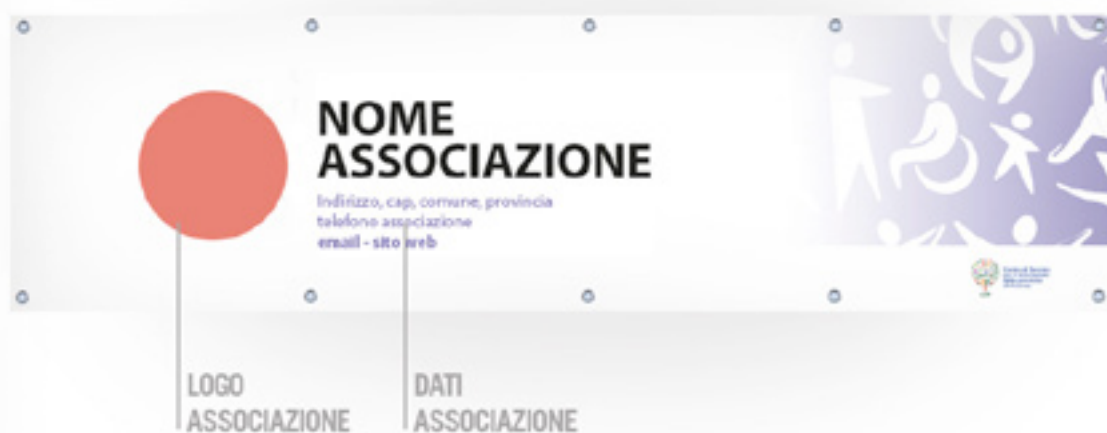 NOME
ASSOCIAZIONE
Indirizzo, cap, comune, provincia
telefono associazione
email - sito web
LOGO
ASSOCIAZIONE
DATI
ASSOCIAZIONE